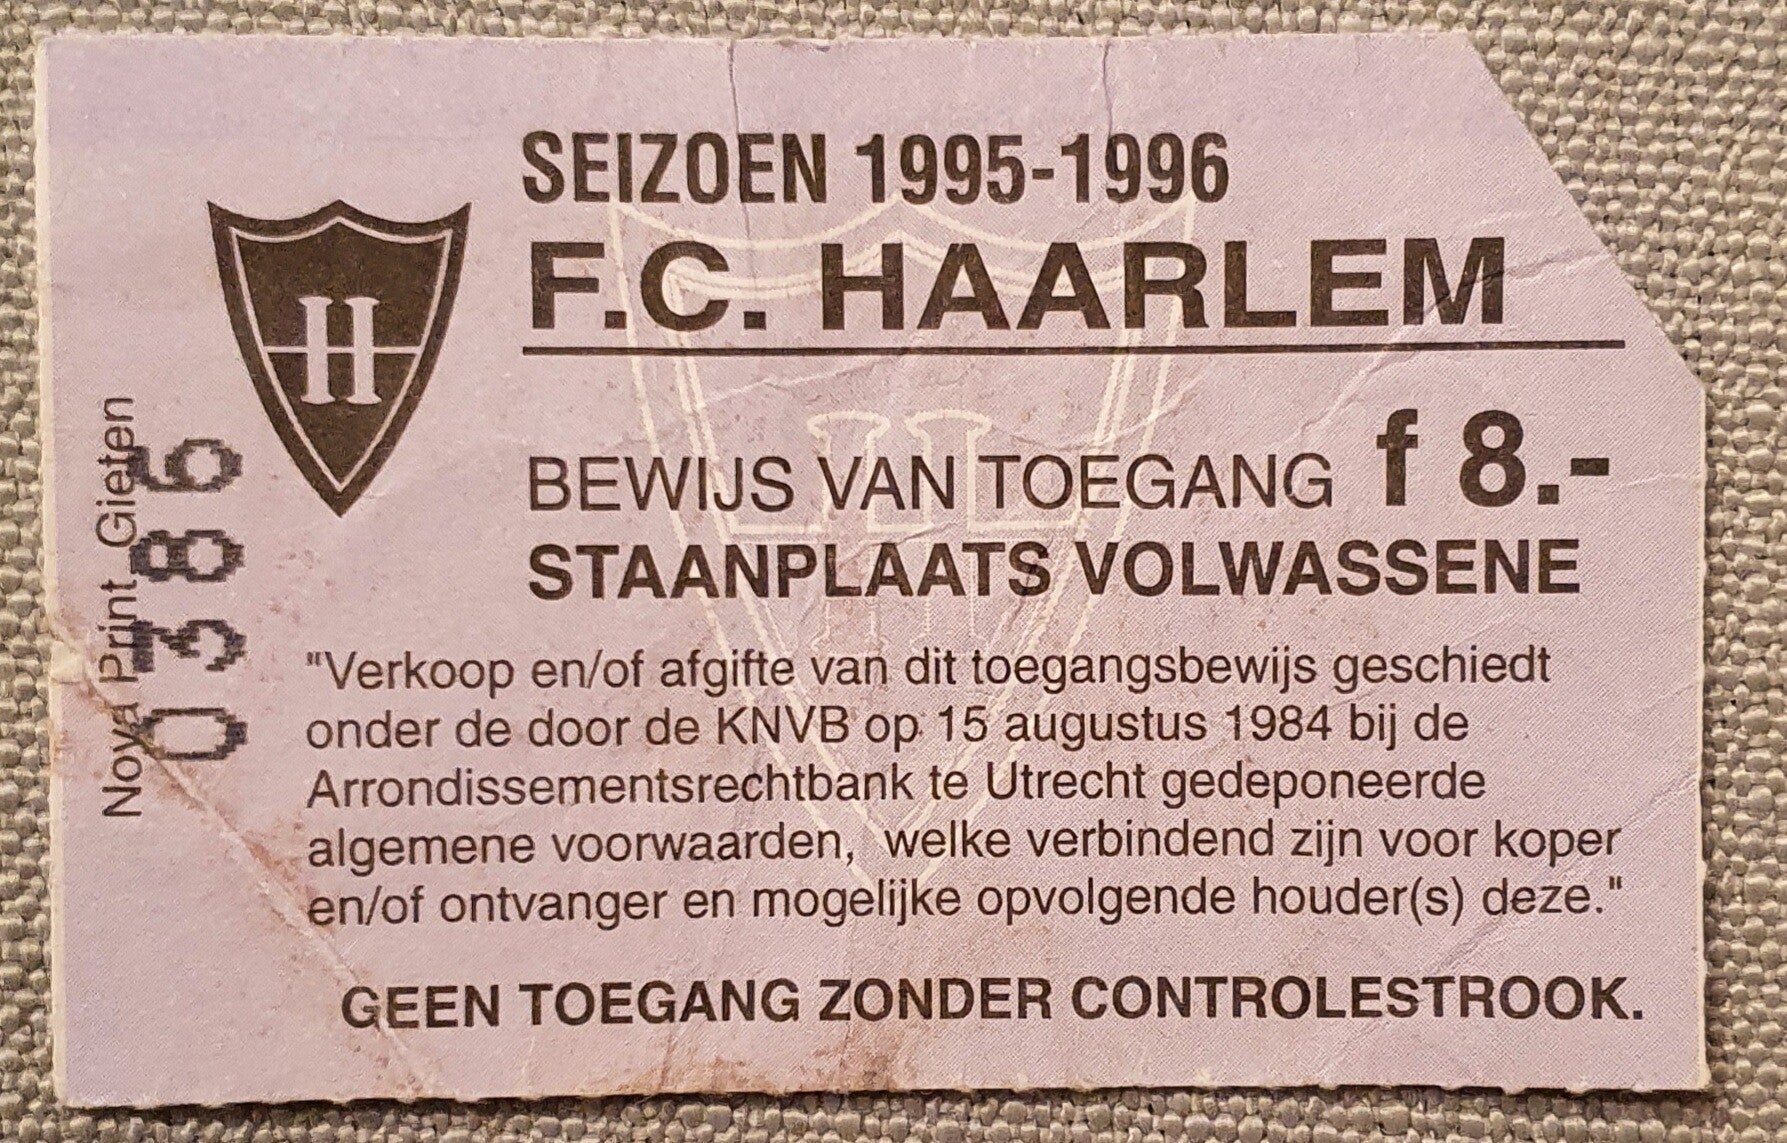 SEIZOEN 1995-1996
F.C. HAARLEM
H
BEWIJS VAN TOEGANG f 8.-
STAANPLAATS VOLWASSENE
"Verkoop en/of afgifte van dit toegangsbewijs geschiedt
onder de door de KNVB op 15 augustus 1984 bij de
Arrondissementsrechtbank te Utrecht gedeponeerde
algemene voorwaarden, welke verbindend zijn voor koper
en/of ontvanger en mogelijke opvolgende houder(s) deze."
GEEN TOEGANG ZONDER CONTROLESTROOK.
Nova Print Gieten
0386